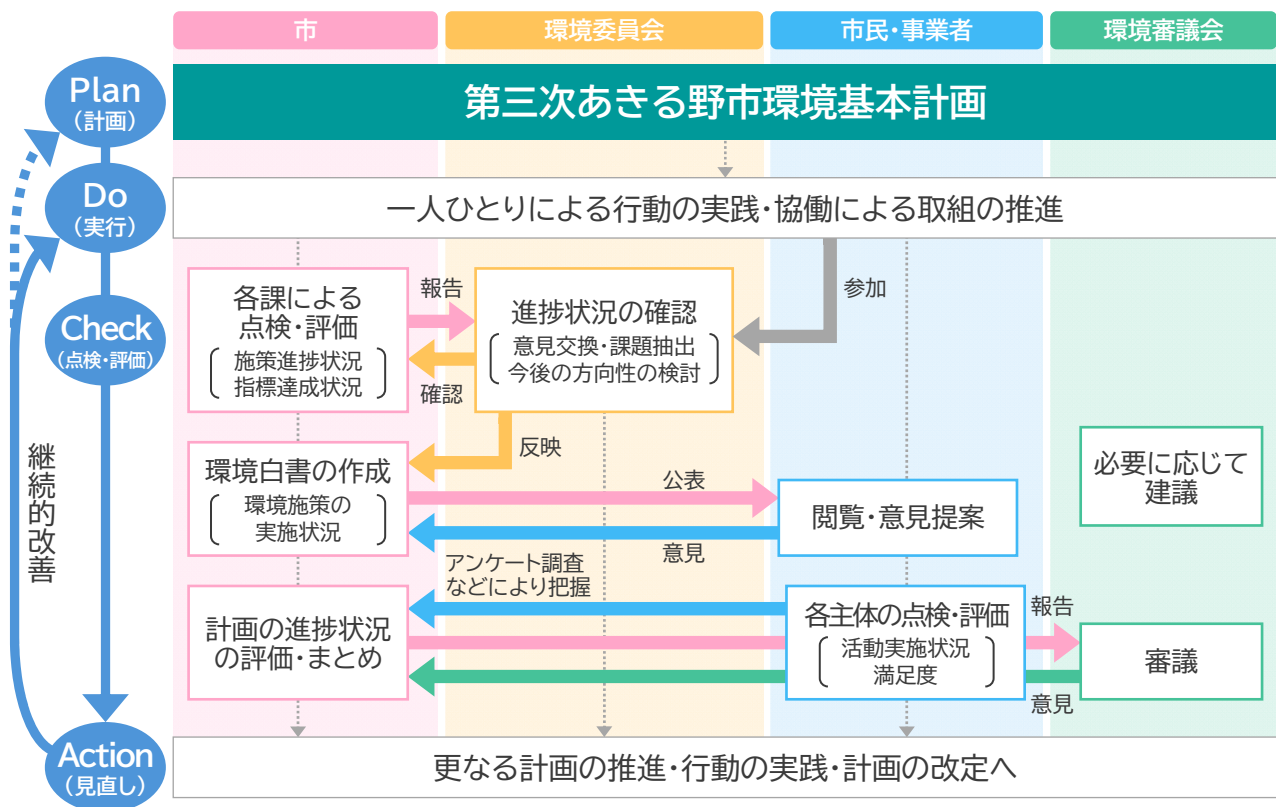 市
環境委員会
市民・事業者
環境審議会
Plan
（計画）
第三次あきる野市環境基本計画
Do
（実行）
一人ひとりによる行動の実践・協働による取組の推進
Check
（点検・評価）
各課による
点検・評価
施策進捗状況
指標達成状況
報告
確認
進捗状況の確認
意見交換・課題抽出
今後の方向性の検討
参加
反映
環境白書の作成
環境施策の
実施状況
公表
意見
閲覧・意見提案
必要に応じて
建議
アンケート調査
などにより把握
計画の進捗状況
の評価・まとめ
各主体の点検・評価
活動実施状況
満足度
報告
審議
意見
継続的改善
Action
（見直し）
更なる計画の推進・行動の実践・計画の改定へ